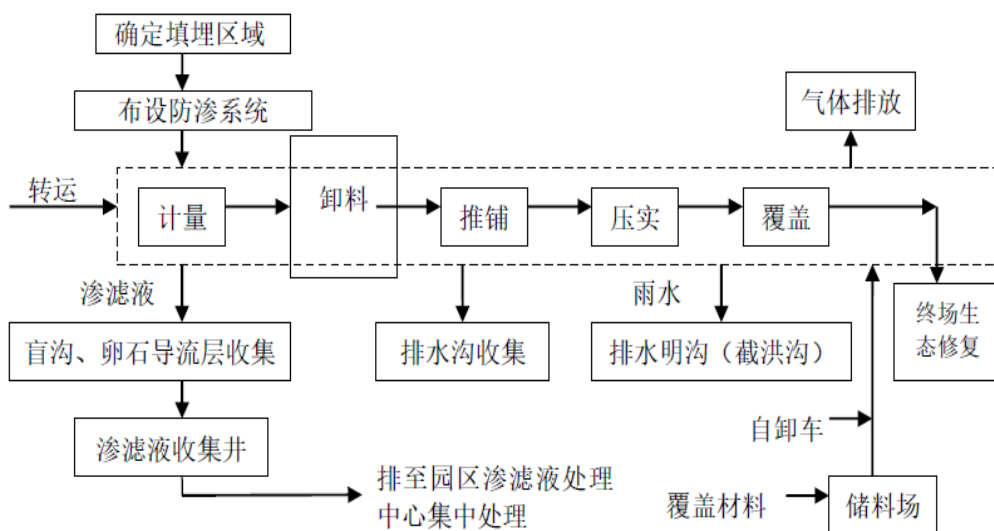 确定填埋区域
布设防渗系统
气体排放
转运
计量
卸料
推铺
压实
覆盖
渗滤液
雨水
盲沟、卵石导流层收集
排水沟收集
排水明沟（截洪沟）
终场生
态修复
渗滤液收集井
自卸车
排至园区渗滤液处理
中心集中处理
覆盖材料
储料场